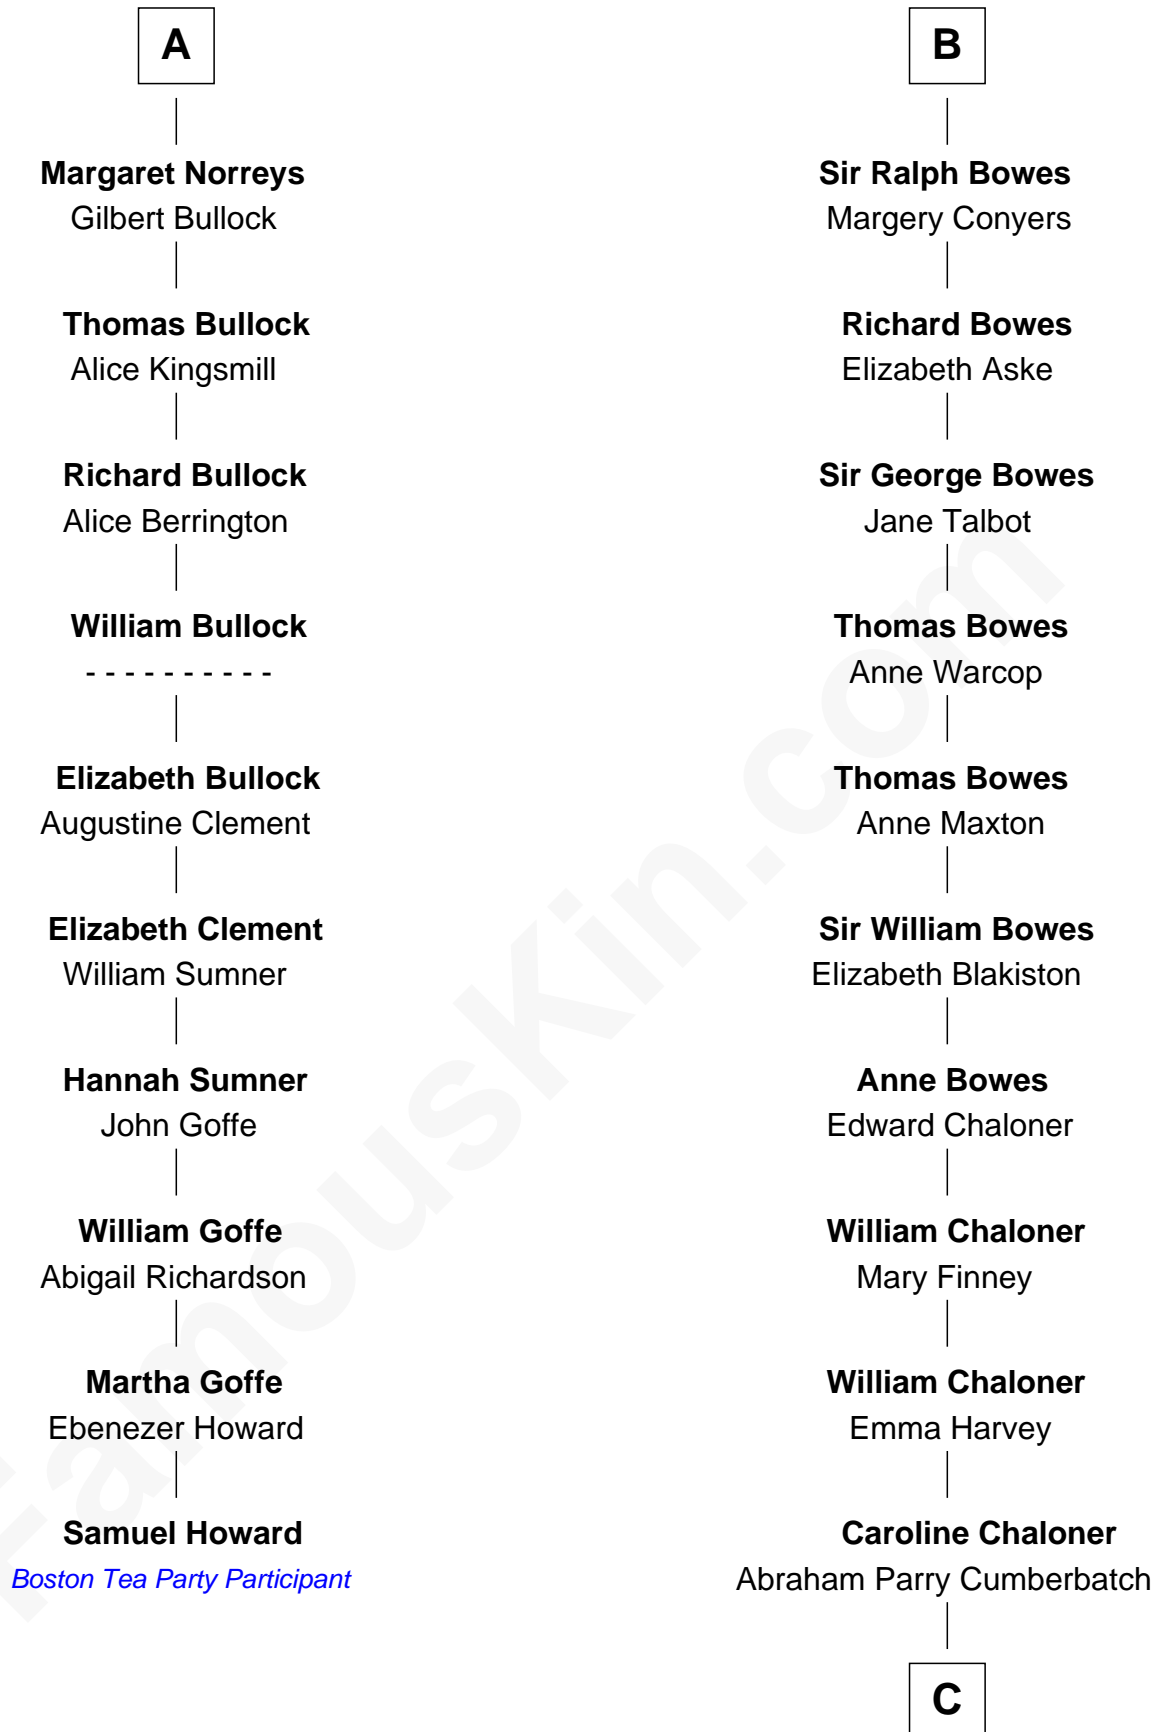 A
Margaret Norreys
Gilbert Bullock
Thomas Bullock
Alice Kingsmill
Richard Bullock
Alice Berrington
William Bullock
- - - - - - - - - -
Elizabeth Bullock
Augustine Clement
Elizabeth Clement
William Sumner
Hannah Sumner
John Goffe
William Goffe
Abigail Richardson
Martha Goffe
Ebenezer Howard
Samuel Howard
Boston Tea Party Participant
B
Sir Ralph Bowes
Margery Conyers
Richard Bowes
Elizabeth Aske
Sir George Bowes
Jane Talbot
Thomas Bowes
Anne Warcop
Thomas Bowes
Anne Maxton
Sir William Bowes
Elizabeth Blakiston
Anne Bowes
Edward Chaloner
William Chaloner
Mary Finney
William Chaloner
Emma Harvey
Caroline Chaloner
Abraham Parry Cumberbatch
C
FamousKin.com